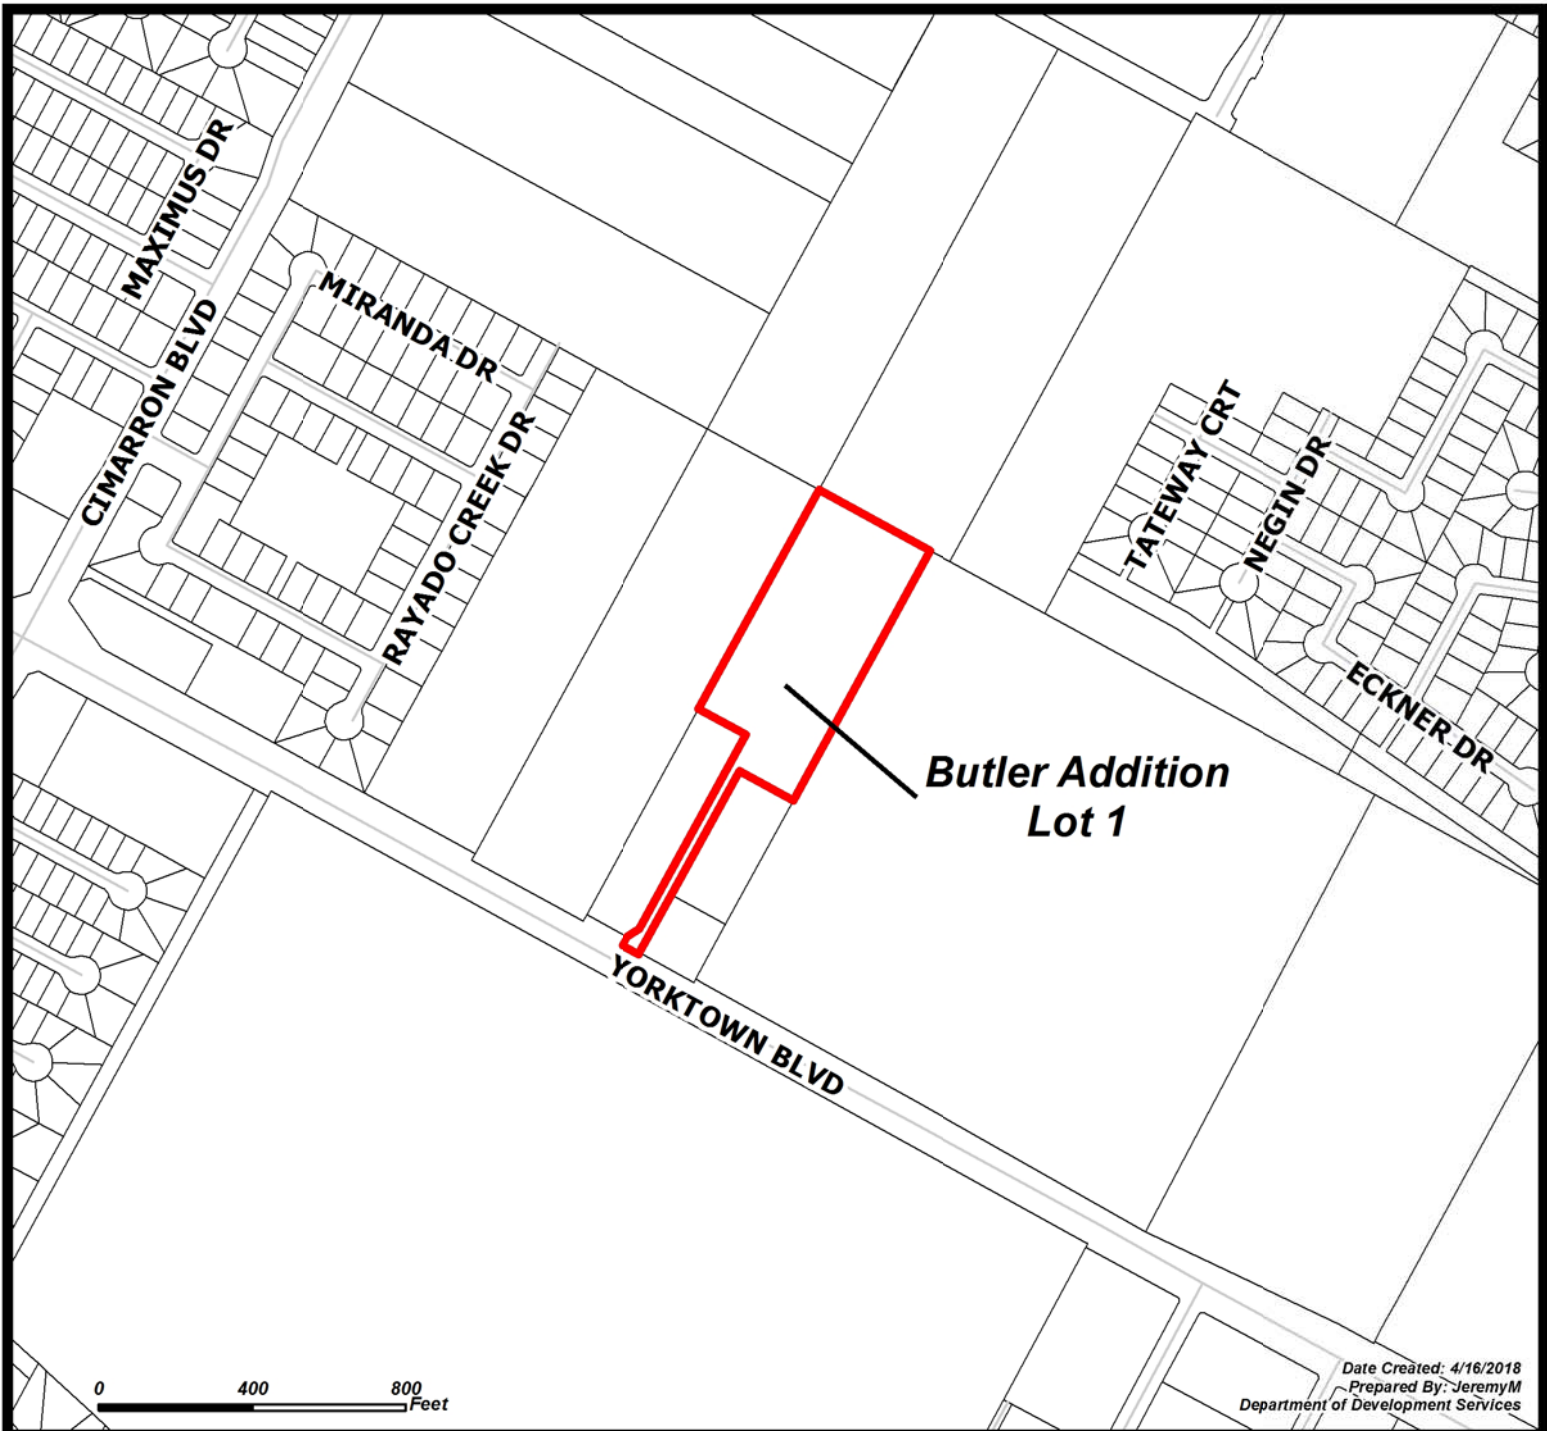 MAXIMUS DR
MIRANDA DR
CIMARRON BLVD
RAYADO CREEK DR
TATEWAY CRT
NEGIN DR
ECKNER DR
Butler Addition
Lot 1
YORKTOWN BLVD
0 400 800
Feet
Date Created: 4/16/2018
Prepared By: JeremyM
Department of Development Services